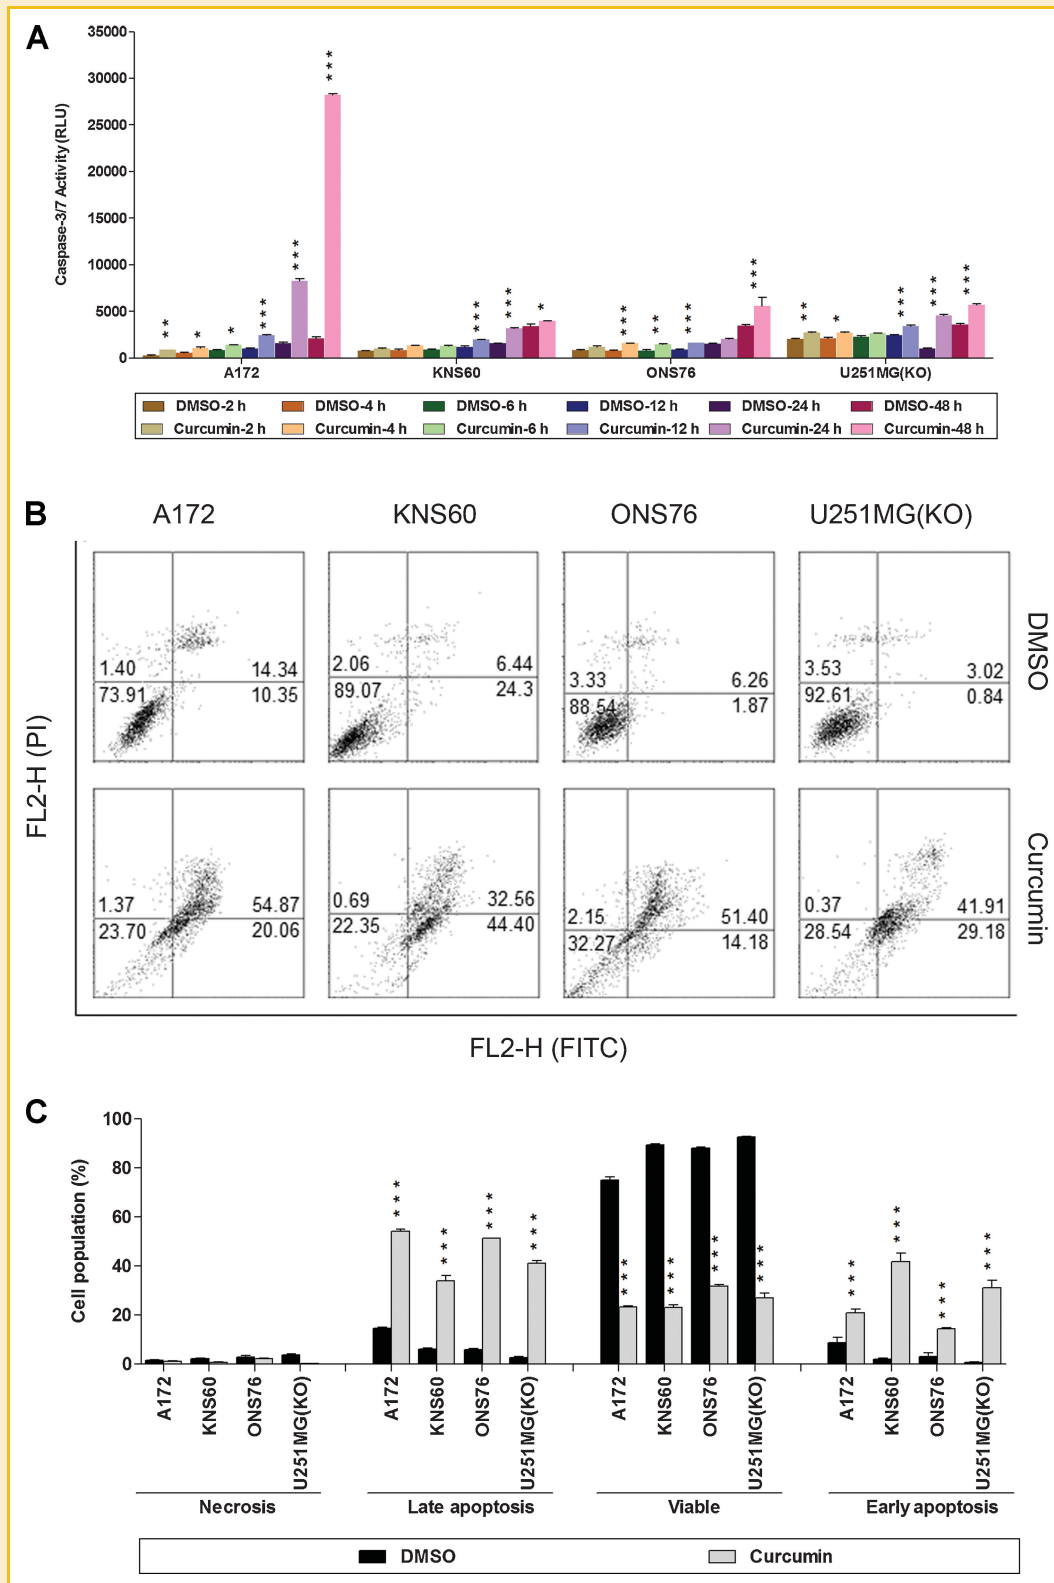 A
35000
30000
25000
20000
15000
10000
5000
0
Caspase-3/7 Activity (RLU)
** * * *** *** ***
*** *** *
*** ** *** ***
** * *** *** ***
A172 KNS60 ONS76 U251MG(KO)
DMSO-2 h DMSO-4 h DMSO-6 h DMSO-12 h DMSO-24 h DMSO-48 h
Curcumin-2 h Curcumin-4 h Curcumin-6 h Curcumin-12 h Curcumin-24 h Curcumin-48 h
B
A172 KNS60 ONS76 U251MG(KO)
1.40 14.34
73.91 10.35
2.06 6.44
89.07 24.3
3.33 6.26
88.54 1.87
3.53 3.02
92.61 0.84
DMSO
1.37 54.87
23.70 20.06
0.69 32.56
22.35 44.40
2.15 51.40
32.27 14.18
0.37 41.91
28.54 29.18
Curcumin
FL2-H (PI)
FL2-H (FITC)
C
100
80
60
40
20
0
Cell population (%)
*** *** *** ***
*** *** *** ***
*** *** *** ***
A172 KNS60 ONS76 U251MG(KO)
A172 KNS60 ONS76 U251MG(KO)
A172 KNS60 ONS76 U251MG(KO)
A172 KNS60 ONS76 U251MG(KO)
Necrosis Late apoptosis Viable Early apoptosis
DMSO Curcumin